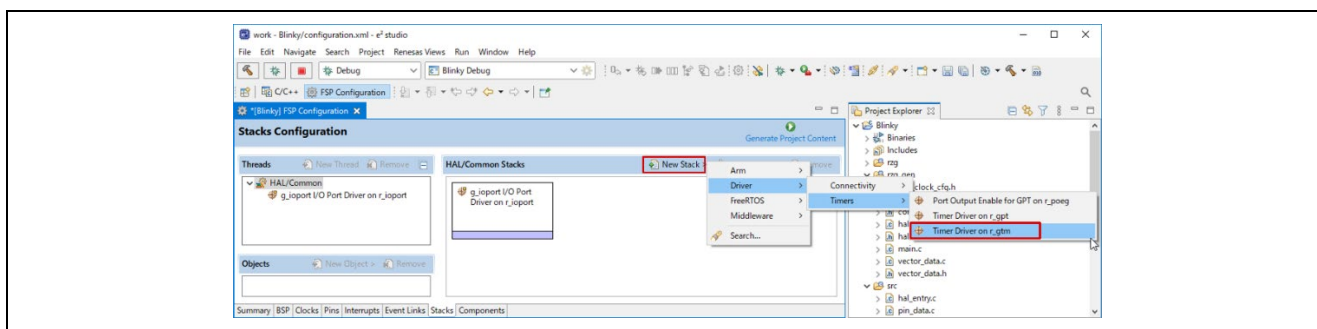 work - Blinky/configuration.xml - e² studio
File Edit Navigate Search Project Renesas Views Run Window Help
Debug Blinky Debug
C/C++ FSP Configuration
*[Blinky] FSP Configuration
Project Explorer
Stacks Configuration
Generate Project Content
Blinky
Binaries
Includes
rzg
Threads New Thread Remove
HAL/Common Stacks New Stack >
HAL/Common
g_ioport I/O Port Driver on r_ioport
g_ioport I/O Port
Driver on r_ioport
Arm
Driver
FreeRTOS
Middleware
Search...
Connectivity
Timers
Port Output Enable for GPT on r_poeg
Timer Driver on r_gpt
Timer Driver on r_gtm
main.c
vector_data.c
vector_data.h
src
hal_entry.c
pin_data.c
Objects New Object > Remove
Summary BSP Clocks Pins Interrupts Event Links Stacks Components